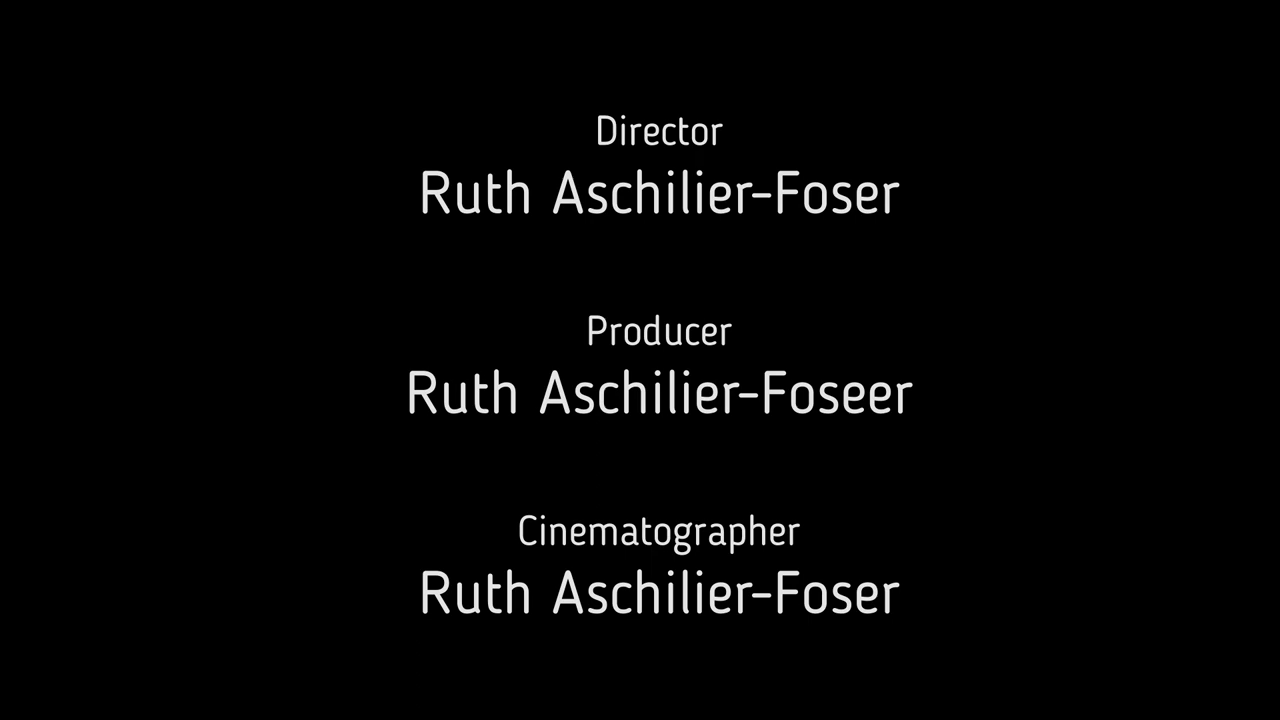 Director
Ruth Aschilier-Foser
Producer
Ruth Aschilier-Foseer
Cinematographer
Ruth Aschilier-Foser